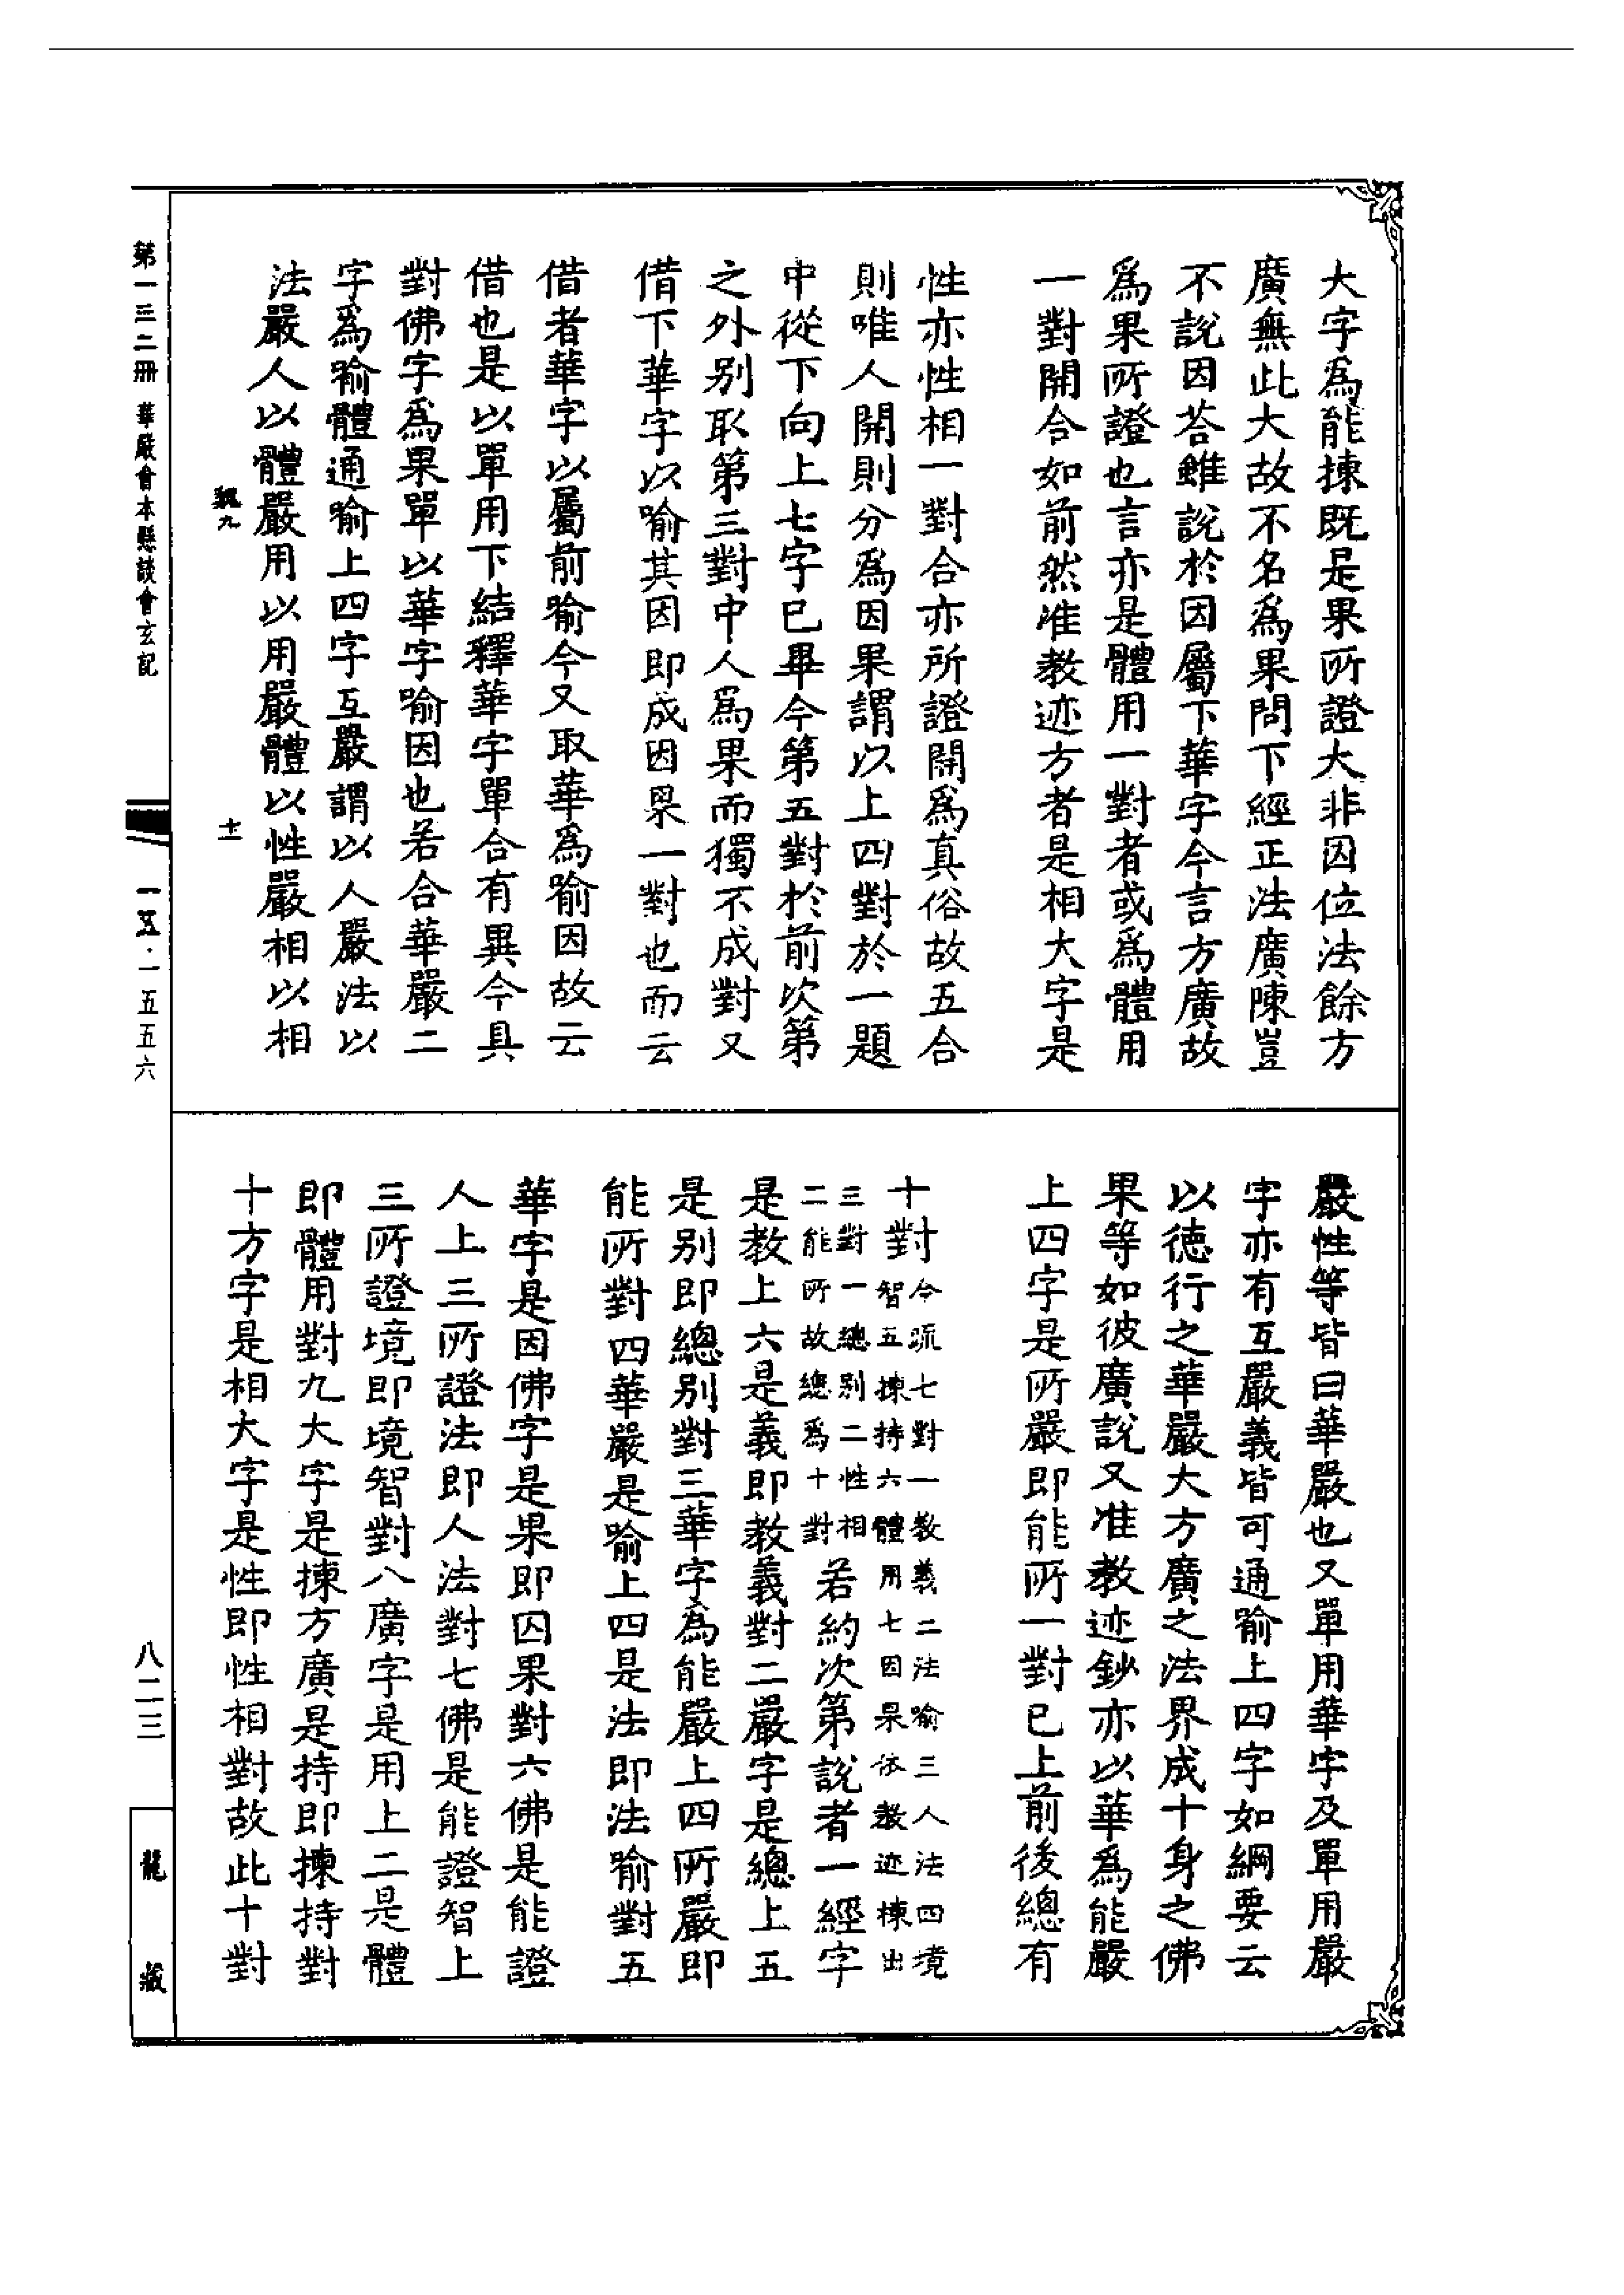 大字爲能揀既是果所證大非因位法餘方
廣無此大故不名爲果問下經正法廣陳豈
不說因荅雖說於因屬下華字今言方廣故
爲果所證也言亦是體用一對者或爲體用
一對開合如前然准教迹方者是相大字是
性亦性相一對合亦所證開爲真俗故五合
則唯人開則分爲因果謂以上四對於一題
中從下向上七字已畢今第五對於前次第
之外別取第三對中人爲果而獨不成對又
借下華字以喻其因即成因果一對也而云
借者華字以屬前喻今又取華爲喻因故云
借也是以單用下結釋華字單合有異今具
對佛字爲果單以華字喻因也若合華嚴二
字爲喻體通喻上四字互嚴謂以人嚴法以
法嚴人以體嚴用以用嚴體以性嚴相以相
魏九
十一
嚴性等皆曰華嚴也又單用華字及單用嚴
字亦有互嚴義皆可通喻上四字如綱要云
以德行之華嚴大方廣之法界成十身之佛
果等如彼廣說又准教迹鈔亦以華爲能嚴
上四字是所嚴即能所一對已上前後總有
十對今疏七對一教義二法喻三人法四境
智五揀持六體用七因果依教迹揀出
三對一總別二性相
二能所故總爲十對若約次第說者一經字
是教上六是義即教義對二嚴字是總上五
是別即總別對三華字爲能嚴上四所嚴即
能所對四華嚴是喻上四是法即法喻對五
華字是因佛字是果即因果對六佛是能證
人上三所證法即人法對七佛是能證智上
三所證境即境智對八廣字是用上二是體
即體用對九大字是揀方廣是持即揀持對
十方字是相大字是性即性相對故此十對
第一三二冊 華嚴會本懸談會玄記
一五·一五五六
八二三
龍藏